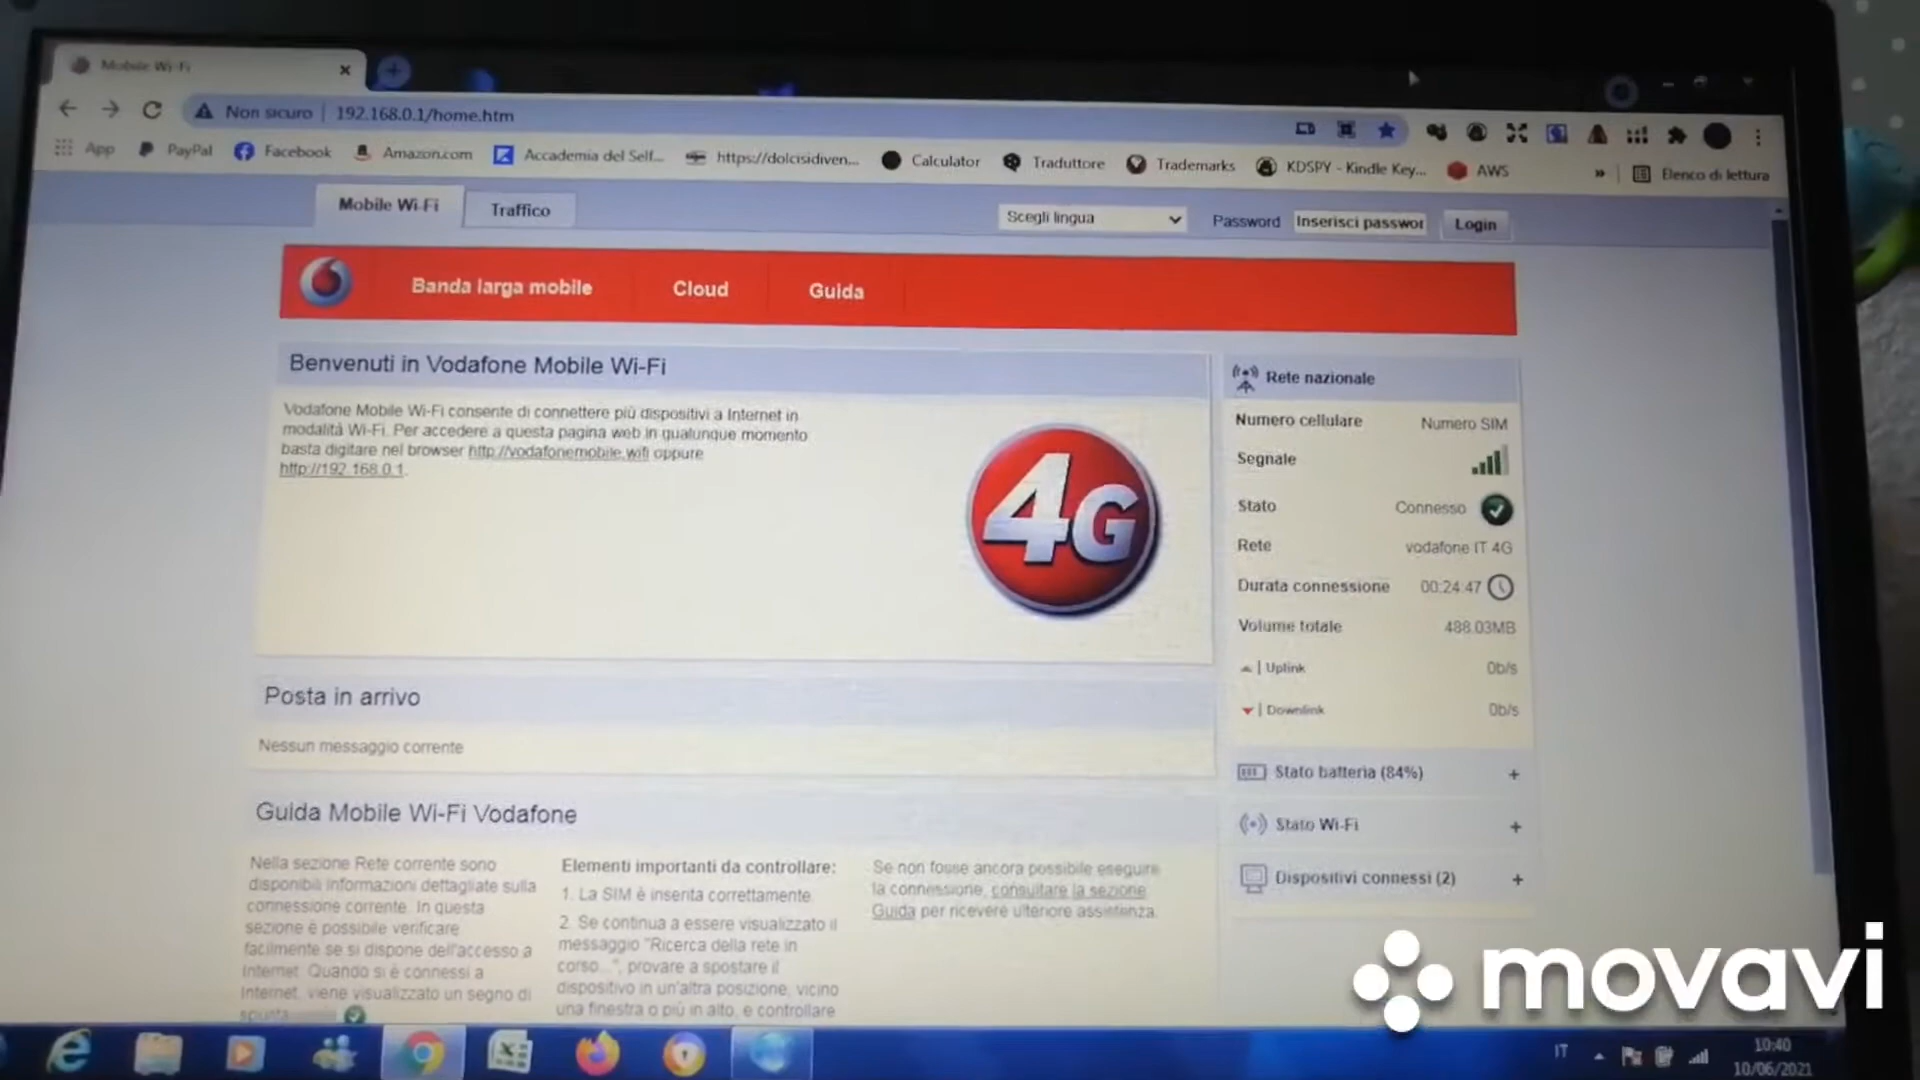 Mobile Wi-Fi
Non sicuro | 192.168.0.1/home.htm
App
PayPal
Facebook
Amazon.com
Accademia del Self...
https://dolcisidiven...
Calculator
Traduttore
Trademarks
KDSPY - Kindle Key...
AWS
»
Elenco di lettura
Mobile Wi-Fi
Traffico
Scegli lingua
Password
Inserisci passwor
Login
Banda larga mobile
Cloud
Guida
Benvenuti in Vodafone Mobile Wi-Fi
Vodafone Mobile Wi-Fi consente di connettere più dispositivi a Internet in
modalità Wi-Fi. Per accedere a questa pagina web in qualunque momento
basta digitare nel browser http://vodafonemobile.wifi oppure
http://192.168.0.1.
4G
Rete nazionale
Numero cellulare Numero SIM
Segnale
Stato Connesso
Rete vodafone IT 4G
Durata connessione 00:24:47
Volume totale 488.03MB
| Uplink 0b/s
| Downlink 0b/s
Stato batteria (84%) +
Stato Wi-Fi +
Dispositivi connessi (2) +
Posta in arrivo
Nessun messaggio corrente
Guida Mobile Wi-Fi Vodafone
Nella sezione Rete corrente sono
disponibili informazioni dettagliate sulla
connessione corrente. In questa
sezione è possibile verificare
facilmente se si dispone dell'accesso a
Internet. Quando si è connessi a
Internet, viene visualizzato un segno di
spunta
Elementi importanti da controllare:
1. La SIM è inserita correttamente
2. Se continua a essere visualizzato il
messaggio "Ricerca della rete in
corso...", provare a spostare il
dispositivo in un'altra posizione, vicino
una finestra o più in alto, e controllare
Se non fosse ancora possibile eseguire
la connessione, consultare la sezione
Guida per ricevere ulteriore assistenza.
movavi
IT
10:40
10/06/2021